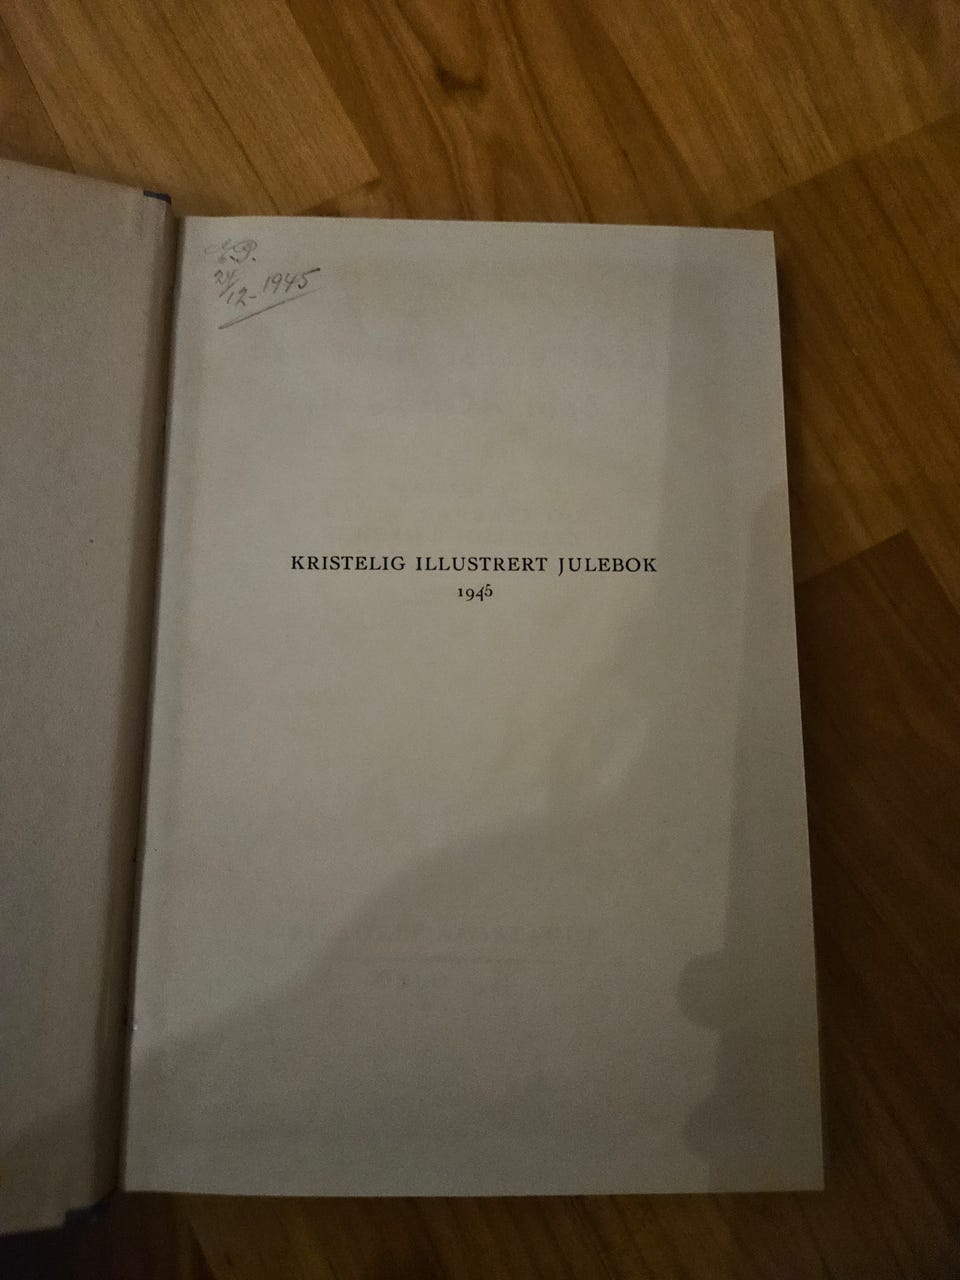 E.P.
24/12-1945
KRISTELIG ILLUSTRERT JULEBOK
1945